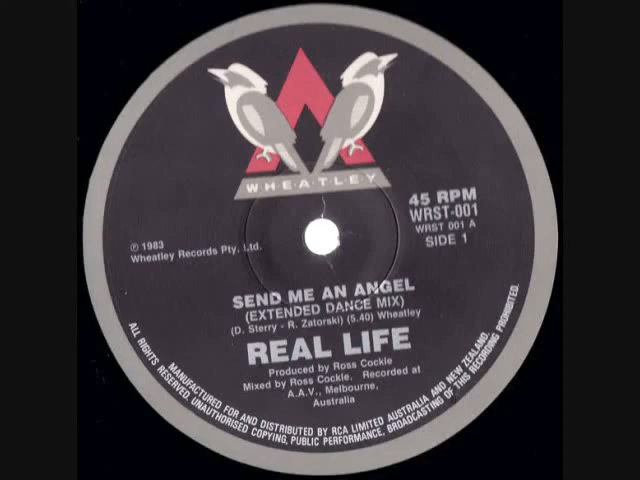 WHEATLEY
45 RPM
WRST-001
WRST 001 A
SIDE 1
℗ 1983
Wheatley Records Pty, Ltd.
SEND ME AN ANGEL
(EXTENDED DANCE MIX)
(D. Sterry - R. Zatorski) (5.40) Wheatley
REAL LIFE
Produced by Ross Cockle
Mixed by Ross Cockle. Recorded at
A.A.V., Melbourne,
Australia
MANUFACTURED FOR AND DISTRIBUTED BY RCA LIMITED AUSTRALIA AND NEW ZEALAND.
ALL RIGHTS RESERVED. UNAUTHORISED COPYING, PUBLIC PERFORMANCE, BROADCASTING OF THIS RECORDING PROHIBITED.